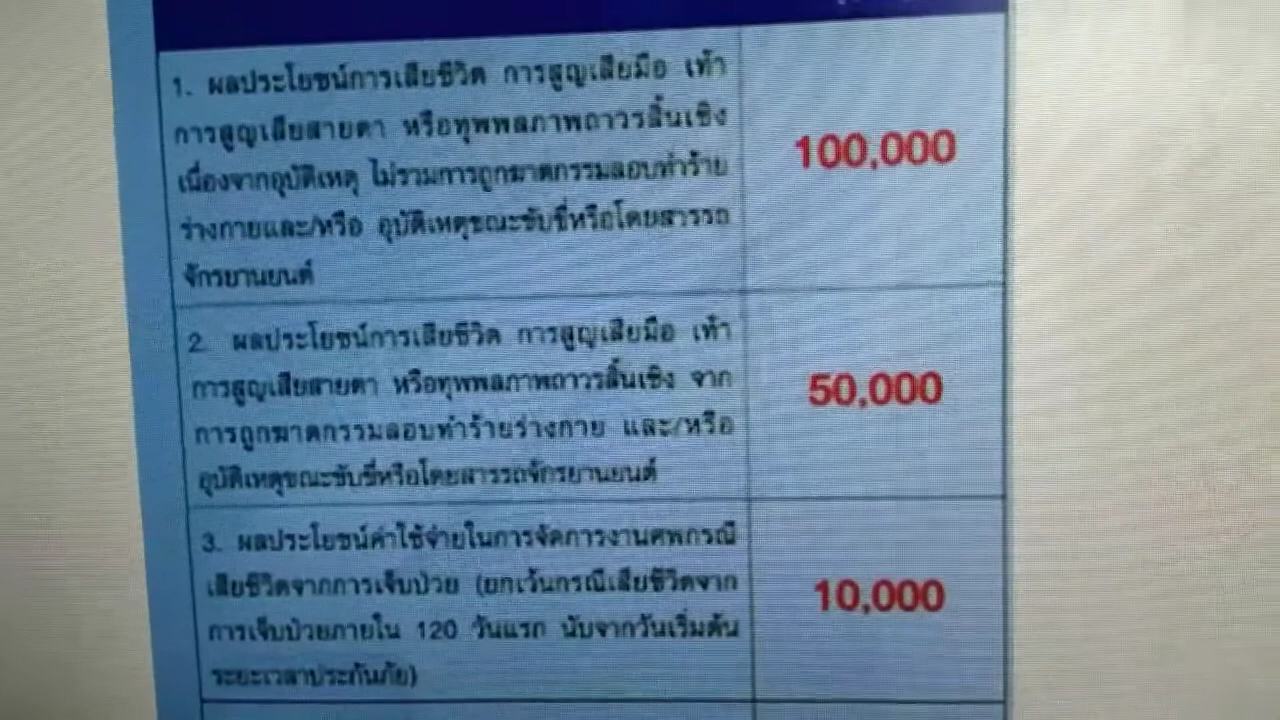 1. ผลประโยชน์การเสียชีวิต การสูญเสียมือ เท้า
การสูญเสียสายตา หรือทุพพลภาพถาวรสิ้นเชิง
เนื่องจากอุบัติเหตุ ไม่รวมการถูกฆาตกรรมลอบทำร้าย
ร่างกายและ/หรือ อุบัติเหตุขณะขับขี่หรือโดยสารรถ
จักรยานยนต์
100,000
2. ผลประโยชน์การเสียชีวิต การสูญเสียมือ เท้า
การสูญเสียสายตา หรือทุพพลภาพถาวรสิ้นเชิง จาก
การถูกฆาตกรรมลอบทำร้ายร่างกาย และ/หรือ
อุบัติเหตุขณะขับขี่หรือโดยสารรถจักรยานยนต์
50,000
3. ผลประโยชน์ค่าใช้จ่ายในการจัดการงานศพกรณี
เสียชีวิตจากการเจ็บป่วย (ยกเว้นกรณีเสียชีวิตจาก
การเจ็บป่วยภายใน 120 วันแรก นับจากวันเริ่มต้น
ระยะเวลาประกันภัย)
10,000